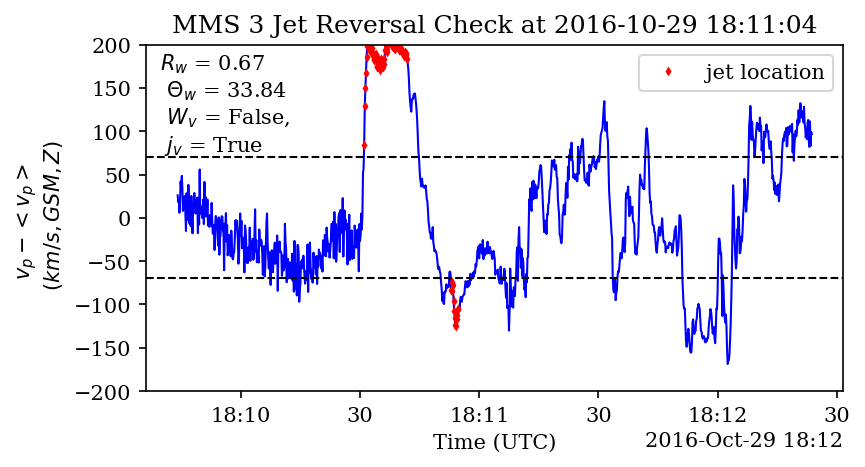 MMS 3 Jet Reversal Check at 2016-10-29 18:11:04
R_w = 0.67
Θ_w = 33.84
W_v = False,
j_v = True
jet location
v_p − < v_p >
(km/s, GSM, Z)
200
150
100
50
0
−50
−100
−150
−200
18:10
30
18:11
30
18:12
30
Time (UTC)
2016-Oct-29 18:12